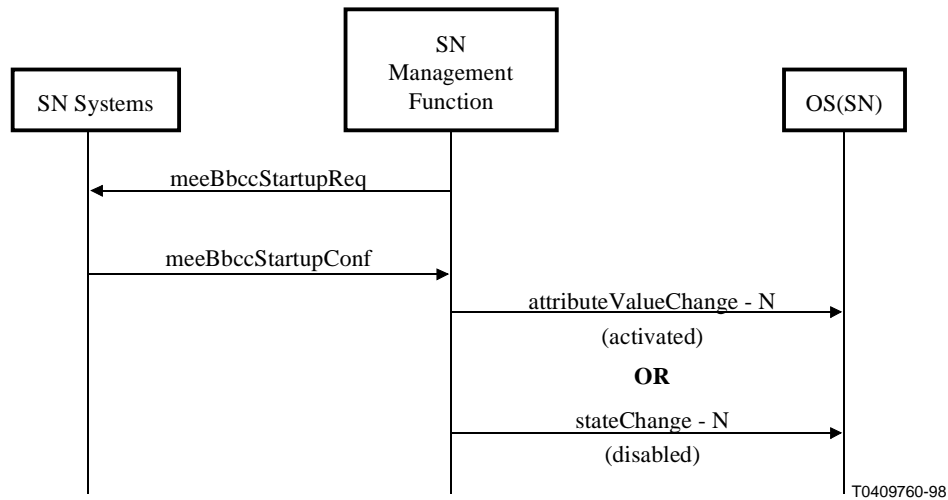 SN Systems
SN
Management
Function
OS(SN)
meeBbccStartupReq
meeBbccStartupConf
attributeValueChange - N
(activated)
OR
stateChange - N
(disabled)
T0409760-98